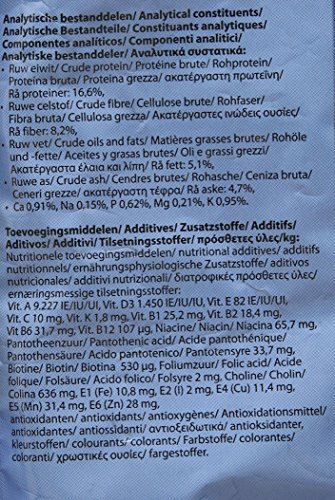 Analytische bestanddelen/ Analytical constituents/
Analytische Bestandteile/ Constituants analytiques/
Componentes analíticos/ Componenti analitici/
Analytiske bestanddeler/ Αναλυτικά συστατικά:
• Ruw eiwit/ Crude protein/ Protéine brute/ Rohprotein/
Proteina bruta/ Proteina grezza/ ακατέργαστη πρωτεΐνη/
Rå proteiner: 16,6%,
• Ruwe celstof/ Crude fibre/ Cellulose brute/ Rohfaser/
Fibra bruta/ Cellulosa grezza/ Ακατέργαστες ινώδεις ουσίες/
Rå fiber: 8,2%,
• Ruw vet/ Crude oils and fats/ Matières grasses brutes/ Rohöle
und -fette/ Aceites y grasas brutas/ Oli e grassi grezzi/
Ακατέργαστα έλαια και λίπη/ Rå fett: 5,1%,
• Ruwe as/ Crude ash/ Cendres brutes/ Rohasche/ Ceniza bruta/
Ceneri grezze/ ακατέργαστη τέφρα/ Rå aske: 4,7%,
• Ca 0,91%, Na 0,15%, P 0,62%, Mg 0,21%, K 0,95%.
Toevoegingsmiddelen/ Additives/ Zusatzstoffe/ Additifs/
Aditivos/ Additivi/ Tilsetningsstoffer/ πρόσθετες ύλες/kg:
Nutritionele toevoegingsmiddelen/ nutritional additives/ additifs
nutritionnels/ ernährungsphysiologische Zusatzstoffe/ aditivos
nutricionales/ additivi nutrizionali/ διατροφικές πρόσθετες ύλες/
ernæringsmessige tilsetningsstoffer:
Vit. A 9.227 IE/IU/UI, Vit. D3 1.450 IE/IU/IU/UI, Vit. E 82 IE/IU/UI,
Vit. C 10 mg, Vit. K 1,8 mg, Vit. B1 25,2 mg, Vit. B2 18,4 mg,
Vit B6 31,7 mg, Vit. B12 107 µg, Niacine/ Niacin/ Niacina 65,7 mg,
Pantotheenzuur/ Pantothenic acid/ Acide pantothénique/
Pantothensäure/ Acido pantotenico/ Pantotensyre 33,7 mg,
Biotine/ Biotin/ Biotina 530 µg, Foliumzuur/ Folic acid/ Acide
folique/ Folsäure/ Acido folico/ Folsyre 2 mg, Choline/ Cholin/
Colina 636 mg, E1 (Fe) 10,8 mg, E2 (I) 2 mg, E4 (Cu) 11,4 mg,
E5 (Mn) 31,4 mg, E6 (Zn) 28 mg,
antioxidanten/ antioxidants/ antioxygènes/ Antioxidationsmittel/
antioxidantes/ antiossidanti/ αντιοξειδωτικά/ antioksidanter,
kleurstoffen/ colourants/ colorants/ Farbstoffe/ colorantes/
coloranti/ χρωστικές ουσίες/ fargestoffer.